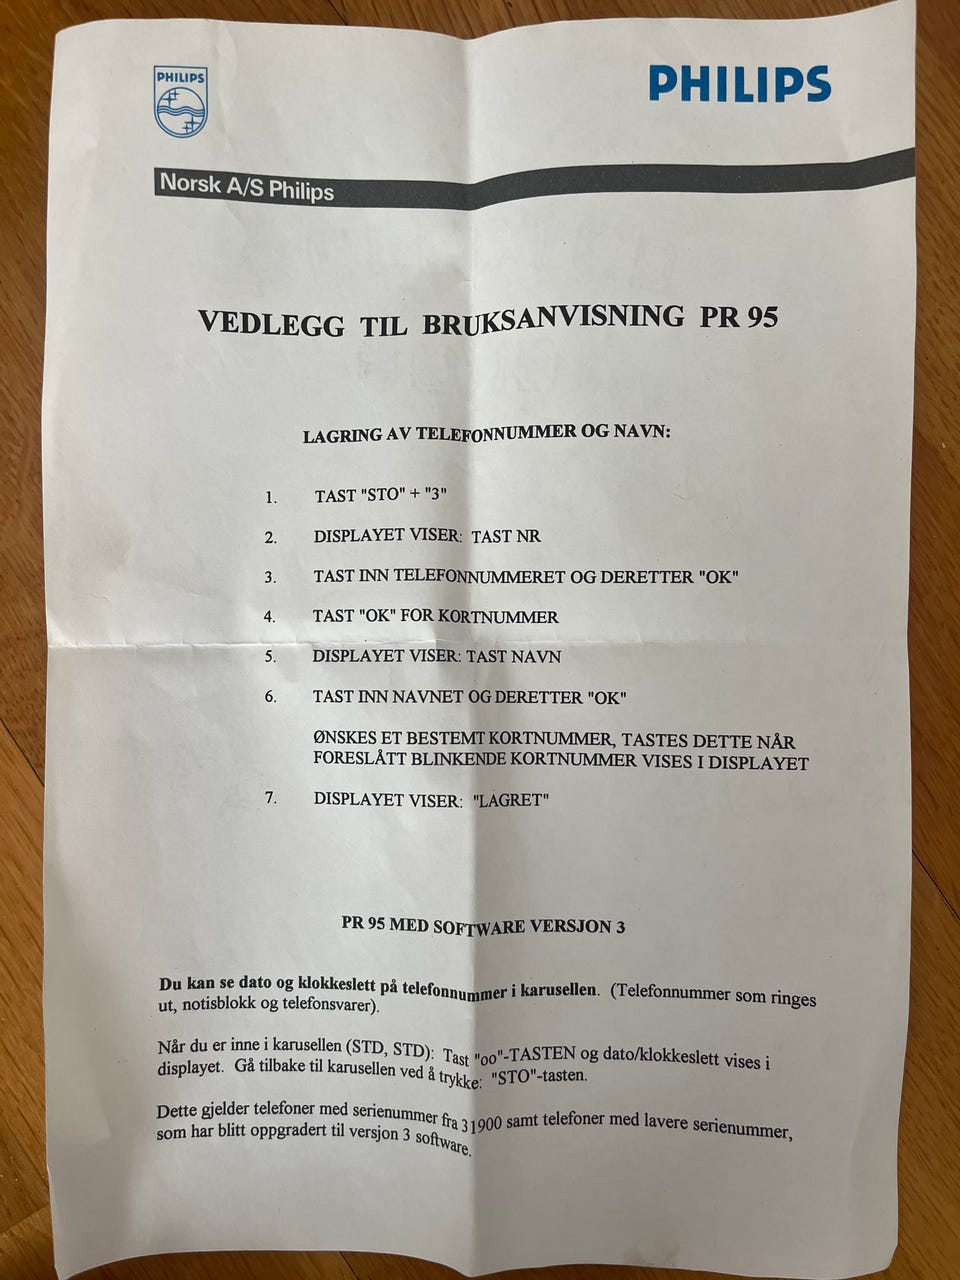 PHILIPS
PHILIPS
Norsk A/S Philips
VEDLEGG TIL BRUKSANVISNING PR 95
LAGRING AV TELEFONNUMMER OG NAVN:
1. TAST "STO" + "3"
2. DISPLAYET VISER: TAST NR
3. TAST INN TELEFONNUMMERET OG DERETTER "OK"
4. TAST "OK" FOR KORTNUMMER
5. DISPLAYET VISER: TAST NAVN
6. TAST INN NAVNET OG DERETTER "OK"
ØNSKES ET BESTEMT KORTNUMMER, TASTES DETTE NÅR
FORESLÅTT BLINKENDE KORTNUMMER VISES I DISPLAYET
7. DISPLAYET VISER: "LAGRET"
PR 95 MED SOFTWARE VERSJON 3
Du kan se dato og klokkeslett på telefonnummer i karusellen. (Telefonnummer som ringes
ut, notisblokk og telefonsvarer).
Når du er inne i karusellen (STD, STD): Tast "oo"-TASTEN og dato/klokkeslett vises i
displayet. Gå tilbake til karusellen ved å trykke: "STO"-tasten.
Dette gjelder telefoner med serienummer fra 31900 samt telefoner med lavere serienummer,
som har blitt oppgradert til versjon 3 software.